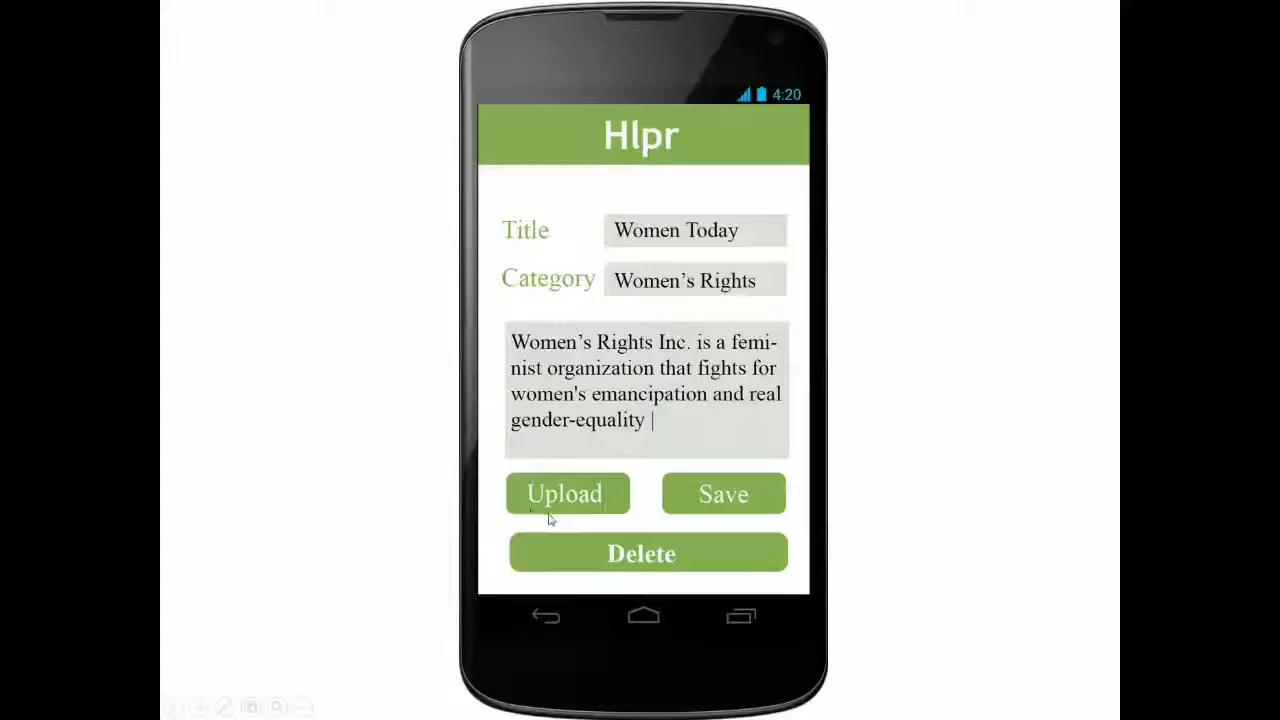 4:20
Hlpr
Title
Women Today
Category
Women’s Rights
Women’s Rights Inc. is a femi-
nist organization that fights for
women's emancipation and real
gender-equality
Upload
Save
Delete